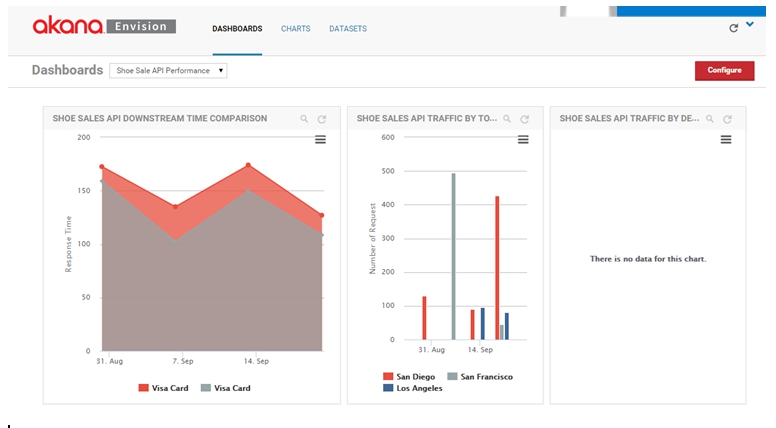 akana Envision DASHBOARDS CHARTS DATASETS
Dashboards Shoe Sale API Performance Configure
SHOE SALES API DOWNSTREAM TIME COMPARISON
200
150
100
50
0
Response Time
31. Aug 7. Sep 14. Sep
Visa Card Visa Card
SHOE SALES API TRAFFIC BY TO...
600
500
400
300
200
100
0
Number of Request
31. Aug 14. Sep
San Diego San Francisco
Los Angeles
SHOE SALES API TRAFFIC BY DE...
There is no data for this chart.